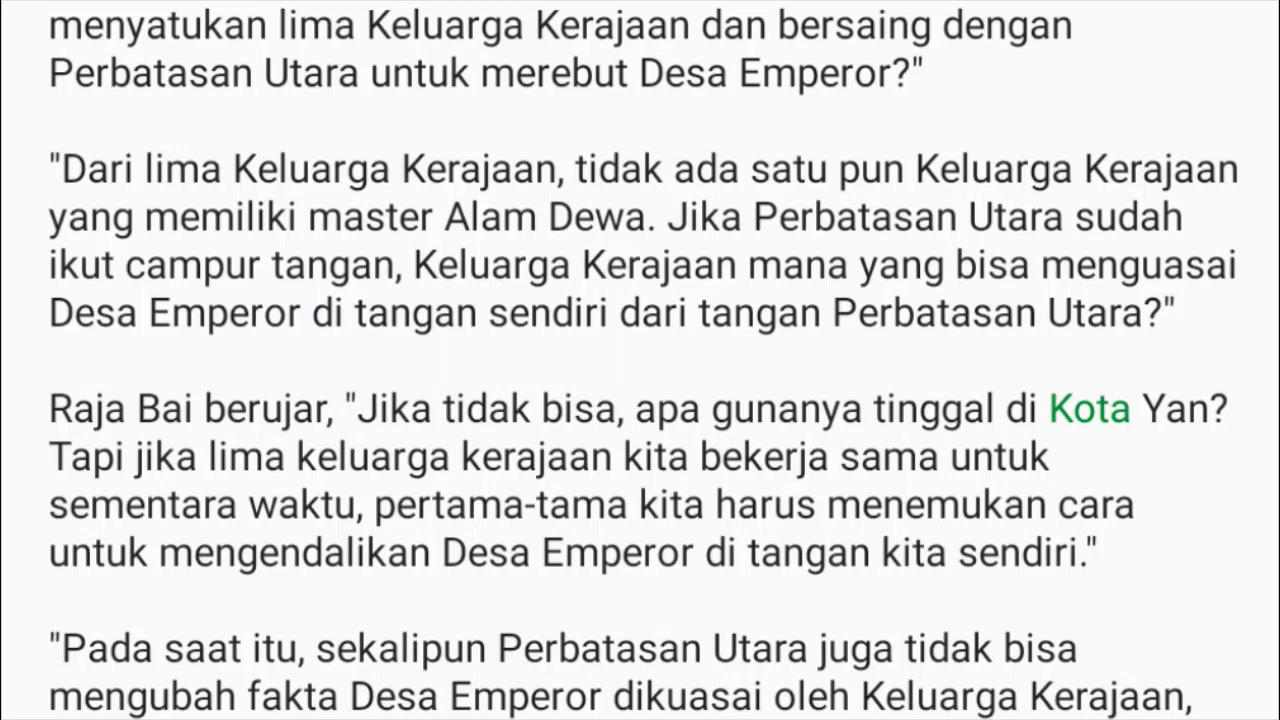 menyatukan lima Keluarga Kerajaan dan bersaing dengan
Perbatasan Utara untuk merebut Desa Emperor?"
"Dari lima Keluarga Kerajaan, tidak ada satu pun Keluarga Kerajaan
yang memiliki master Alam Dewa. Jika Perbatasan Utara sudah
ikut campur tangan, Keluarga Kerajaan mana yang bisa menguasai
Desa Emperor di tangan sendiri dari tangan Perbatasan Utara?"
Raja Bai berujar, "Jika tidak bisa, apa gunanya tinggal di Kota Yan?
Tapi jika lima keluarga kerajaan kita bekerja sama untuk
sementara waktu, pertama-tama kita harus menemukan cara
untuk mengendalikan Desa Emperor di tangan kita sendiri."
"Pada saat itu, sekalipun Perbatasan Utara juga tidak bisa
mengubah fakta Desa Emperor dikuasai oleh Keluarga Kerajaan,